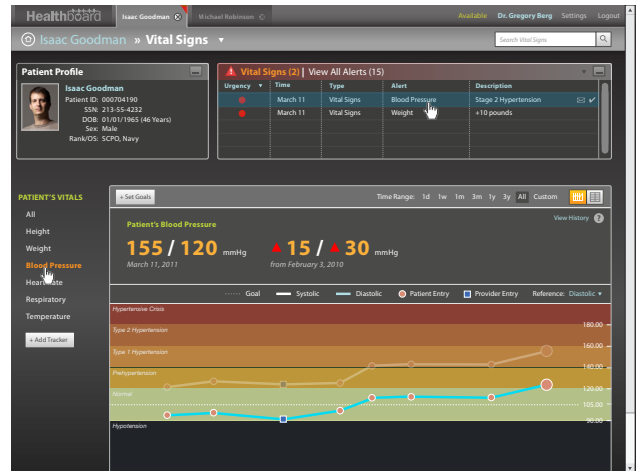 Healthboard
Isaac Goodman
Michael Robinson
Available Dr. Gregory Berg Settings Logout
Isaac Goodman » Vital Signs
Search Vital Signs
Patient Profile
Isaac Goodman
Patient ID: 000704190
SSN: 213-55-4232
DOB: 01/01/1965 (46 Years)
Sex: Male
Rank/OS: SCPO, Navy
Vital Signs (2) | View All Alerts (15)
Urgency Time Type Alert Description
March 11 Vital Signs Blood Pressure Stage 2 Hypertension
March 11 Vital Signs Weight +10 pounds
PATIENT'S VITALS
All
Height
Weight
Blood Pressure
Heart Rate
Respiratory
Temperature
+ Add Tracker
+ Set Goals
Time Range: 1d 1w 1m 3m 1y 3y All Custom
View History ?
Patient's Blood Pressure
155 / 120 mmHg
March 11, 2011
▲ 15 / ▲ 30 mmHg
from February 3, 2010
Goal Systolic Diastolic Patient Entry Provider Entry Reference: Diastolic ▾
Hypertensive Crisis
Type 2 Hypertension
Type 1 Hypertension
Prehypertension
Normal
Hypotension
180.00
160.00
140.00
120.00
105.00
90.00